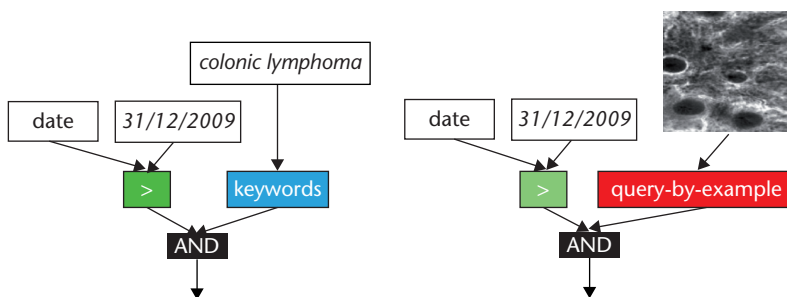 colonic lymphoma
date
31/12/2009
>
keywords
AND
date
31/12/2009
>
query-by-example
AND